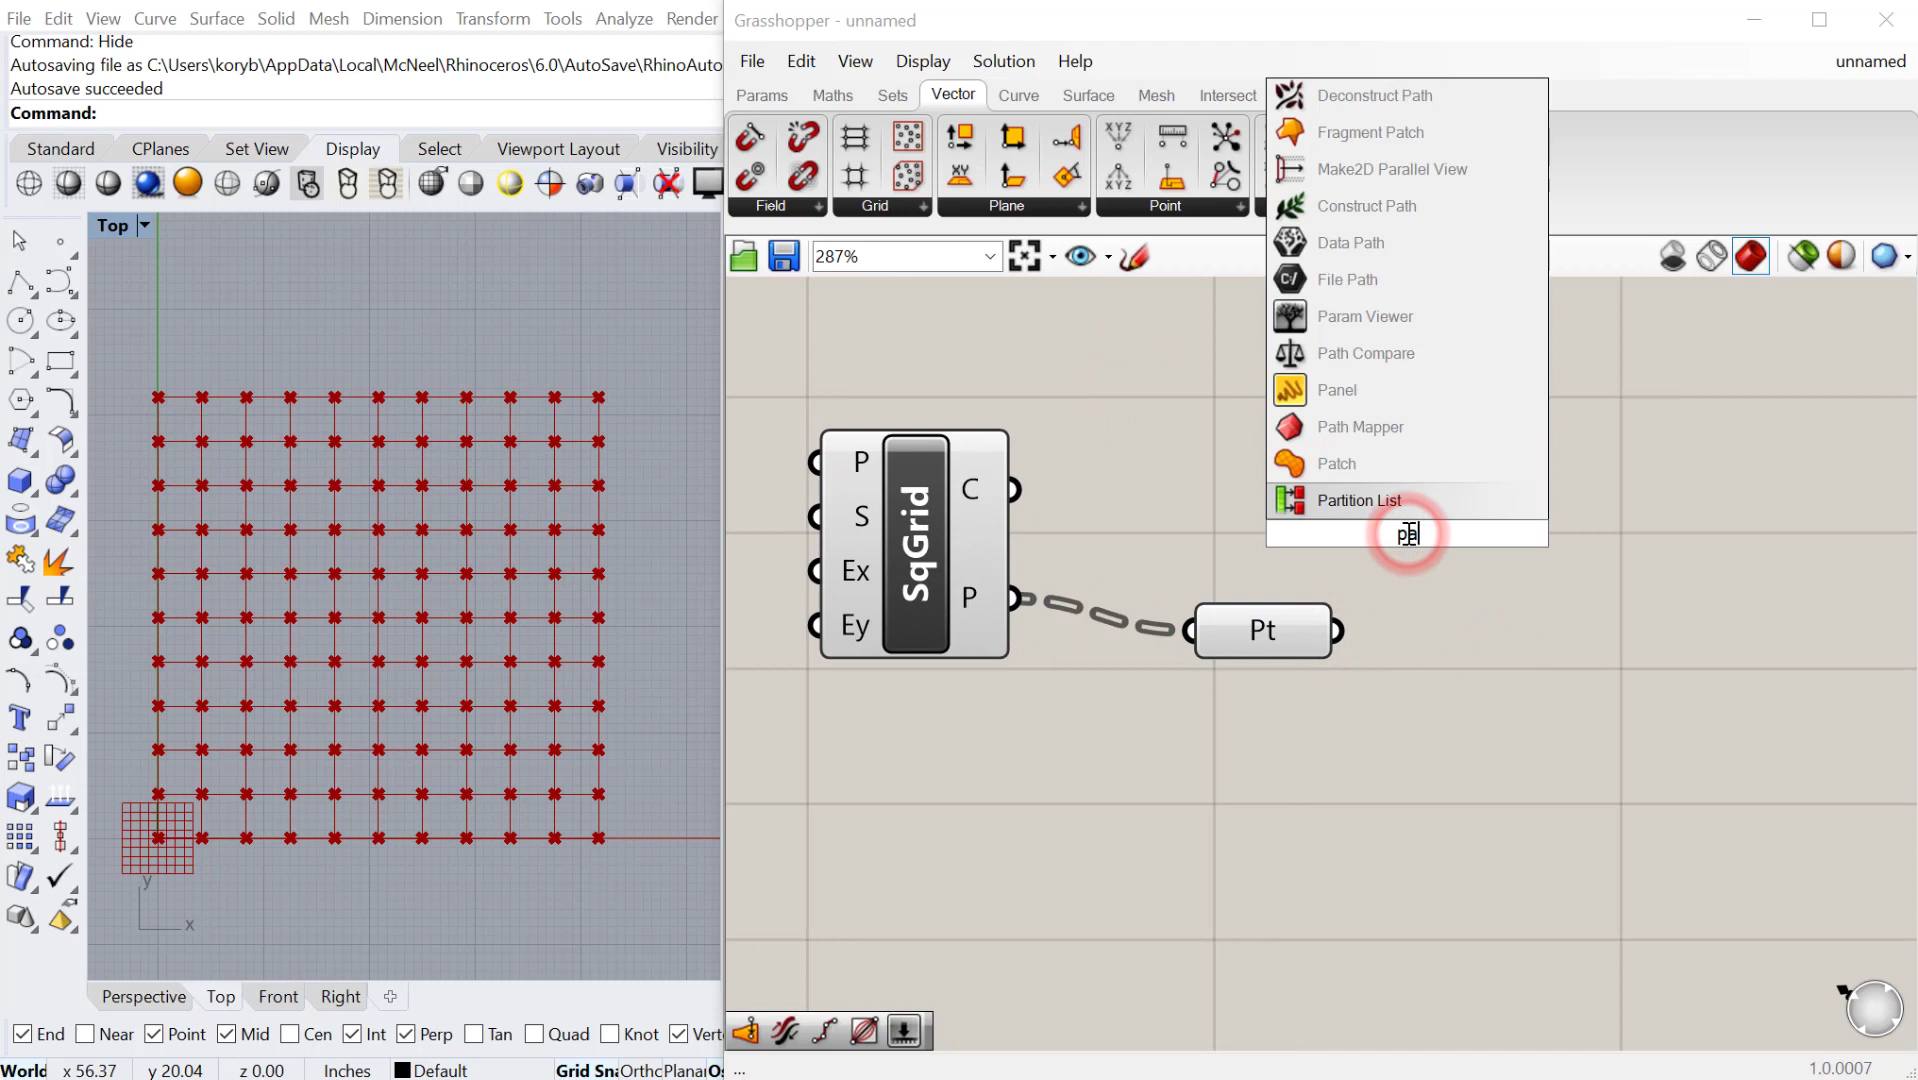 File Edit View Curve Surface Solid Mesh Dimension Transform Tools Analyze Render
Command: Hide
Autosaving file as C:\Users\koryb\AppData\Local\McNeel\Rhinoceros\6.0\AutoSave\RhinoAuto
Autosave succeeded
Command:
Standard CPlanes Set View Display Select Viewport Layout Visibility
Top
y
x
Perspective Top Front Right
End Near Point Mid Cen Int Perp Tan Quad Knot Verte
World x 56.37 y 20.04 z 0.00 Inches Default Grid Sna Ortho Planar Os
Grasshopper - unnamed
File Edit View Display Solution Help unnamed
Params Maths Sets Vector Curve Surface Mesh Intersect
Field Grid Plane Point
287%
Deconstruct Path
Fragment Patch
Make2D Parallel View
Construct Path
Data Path
File Path
Param Viewer
Path Compare
Panel
Path Mapper
Patch
Partition List
pa
P
S
Ex
Ey
SqGrid
C
P
Pt
...
1.0.0007